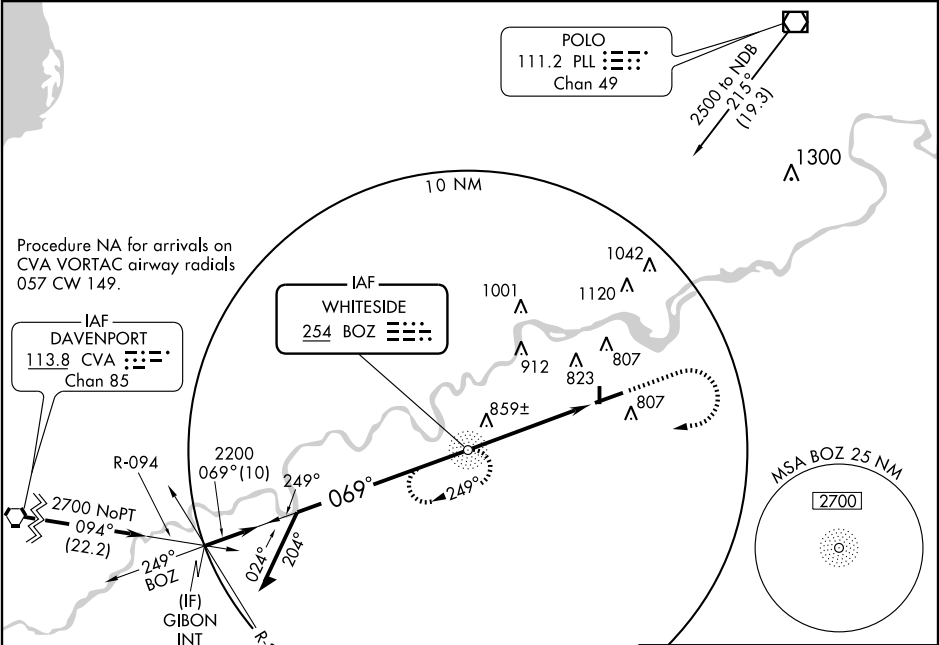 POLO
111.2 PLL
Chan 49
2500 to NDB
215°
(19.3)
1300
10 NM
Procedure NA for arrivals on
CVA VORTAC airway radials
057 CW 149.
IAF
WHITESIDE
254 BOZ
1042
1001
1120
IAF
DAVENPORT
113.8 CVA
Chan 85
912
823
807
859±
807
R-094
2200
069°(10)
249°
069°
249°
MSA BOZ 25 NM
2700
2700 NoPT
094°
(22.2)
024°
204°
249°
BOZ
(IF)
GIBON
INT